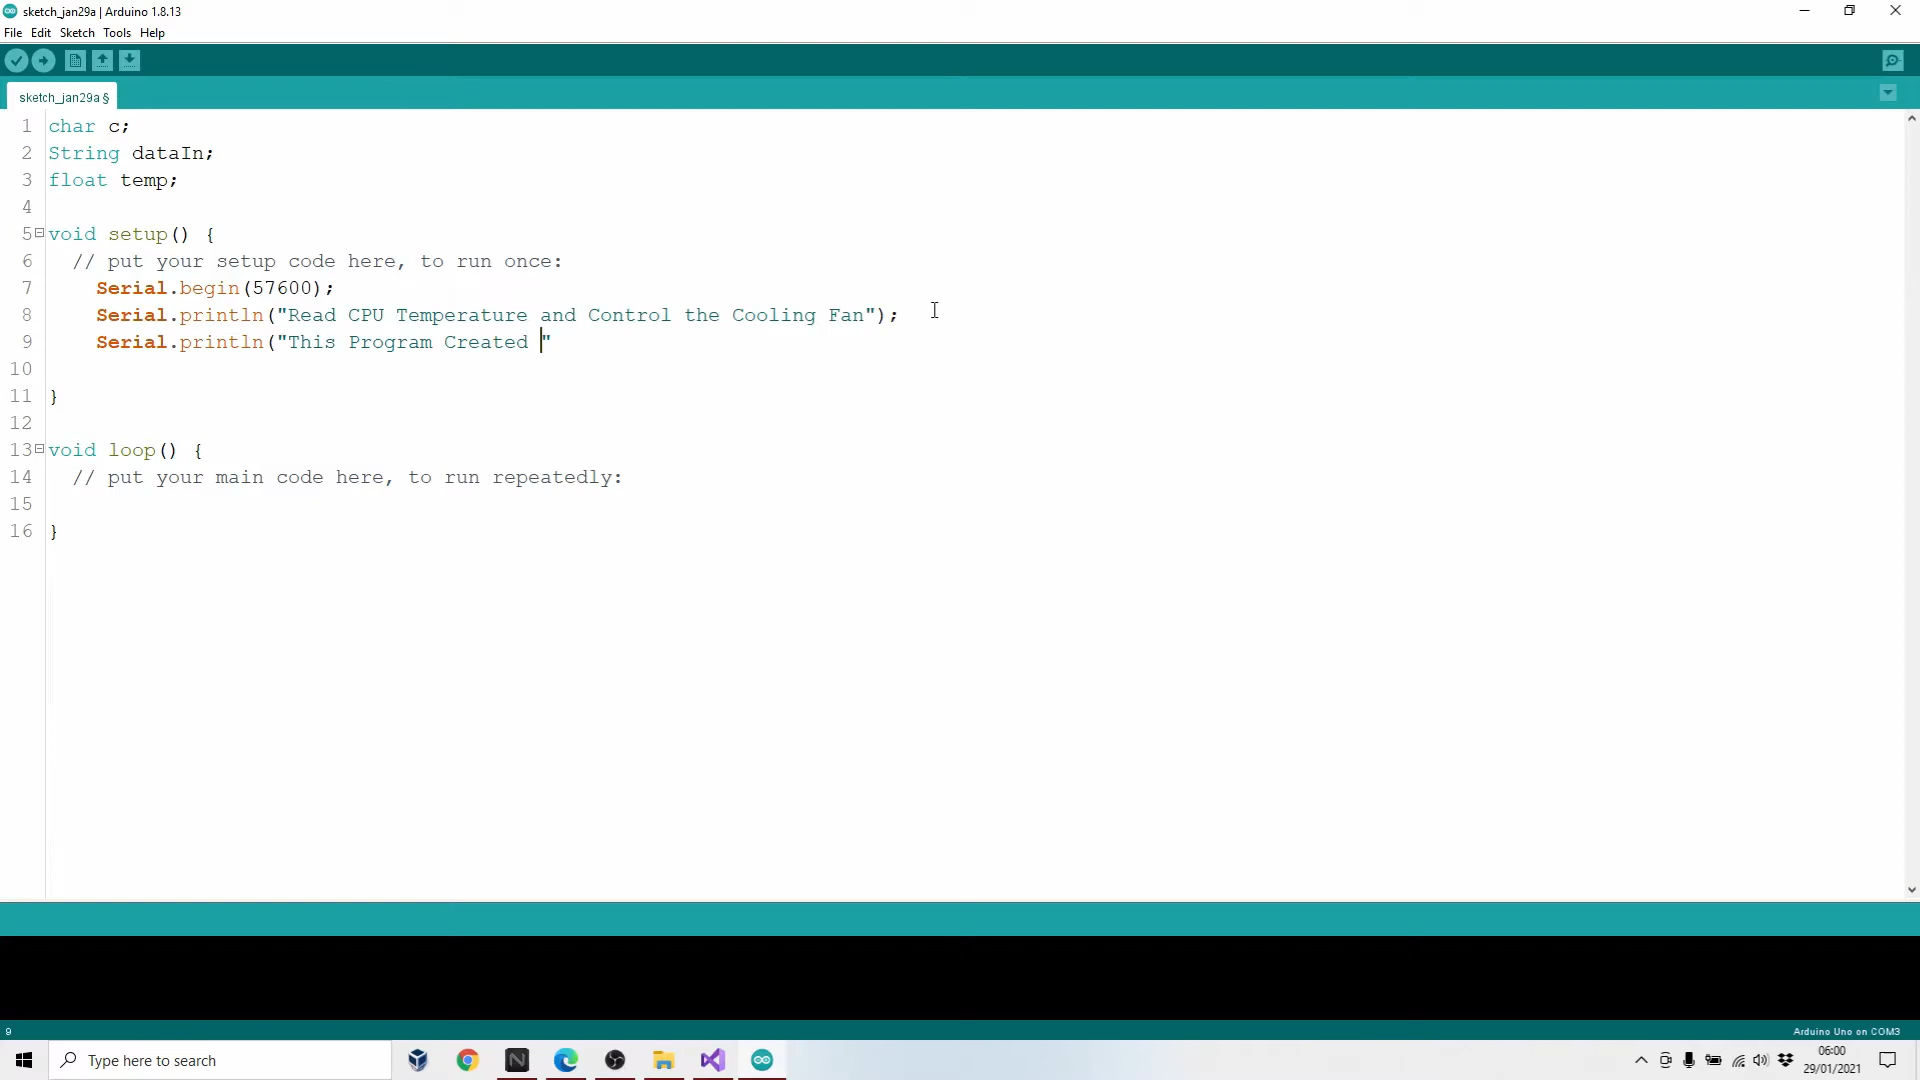 sketch_jan29a | Arduino 1.8.13
File Edit Sketch Tools Help
sketch_jan29a §
1 char c;
2 String dataIn;
3 float temp;
4
5 void setup() {
6 // put your setup code here, to run once:
7 Serial.begin(57600);
8 Serial.println("Read CPU Temperature and Control the Cooling Fan");
9 Serial.println("This Program Created "
10
11 }
12
13 void loop() {
14 // put your main code here, to run repeatedly:
15
16 }
9
Arduino Uno on COM3
Type here to search
06:00
29/01/2021